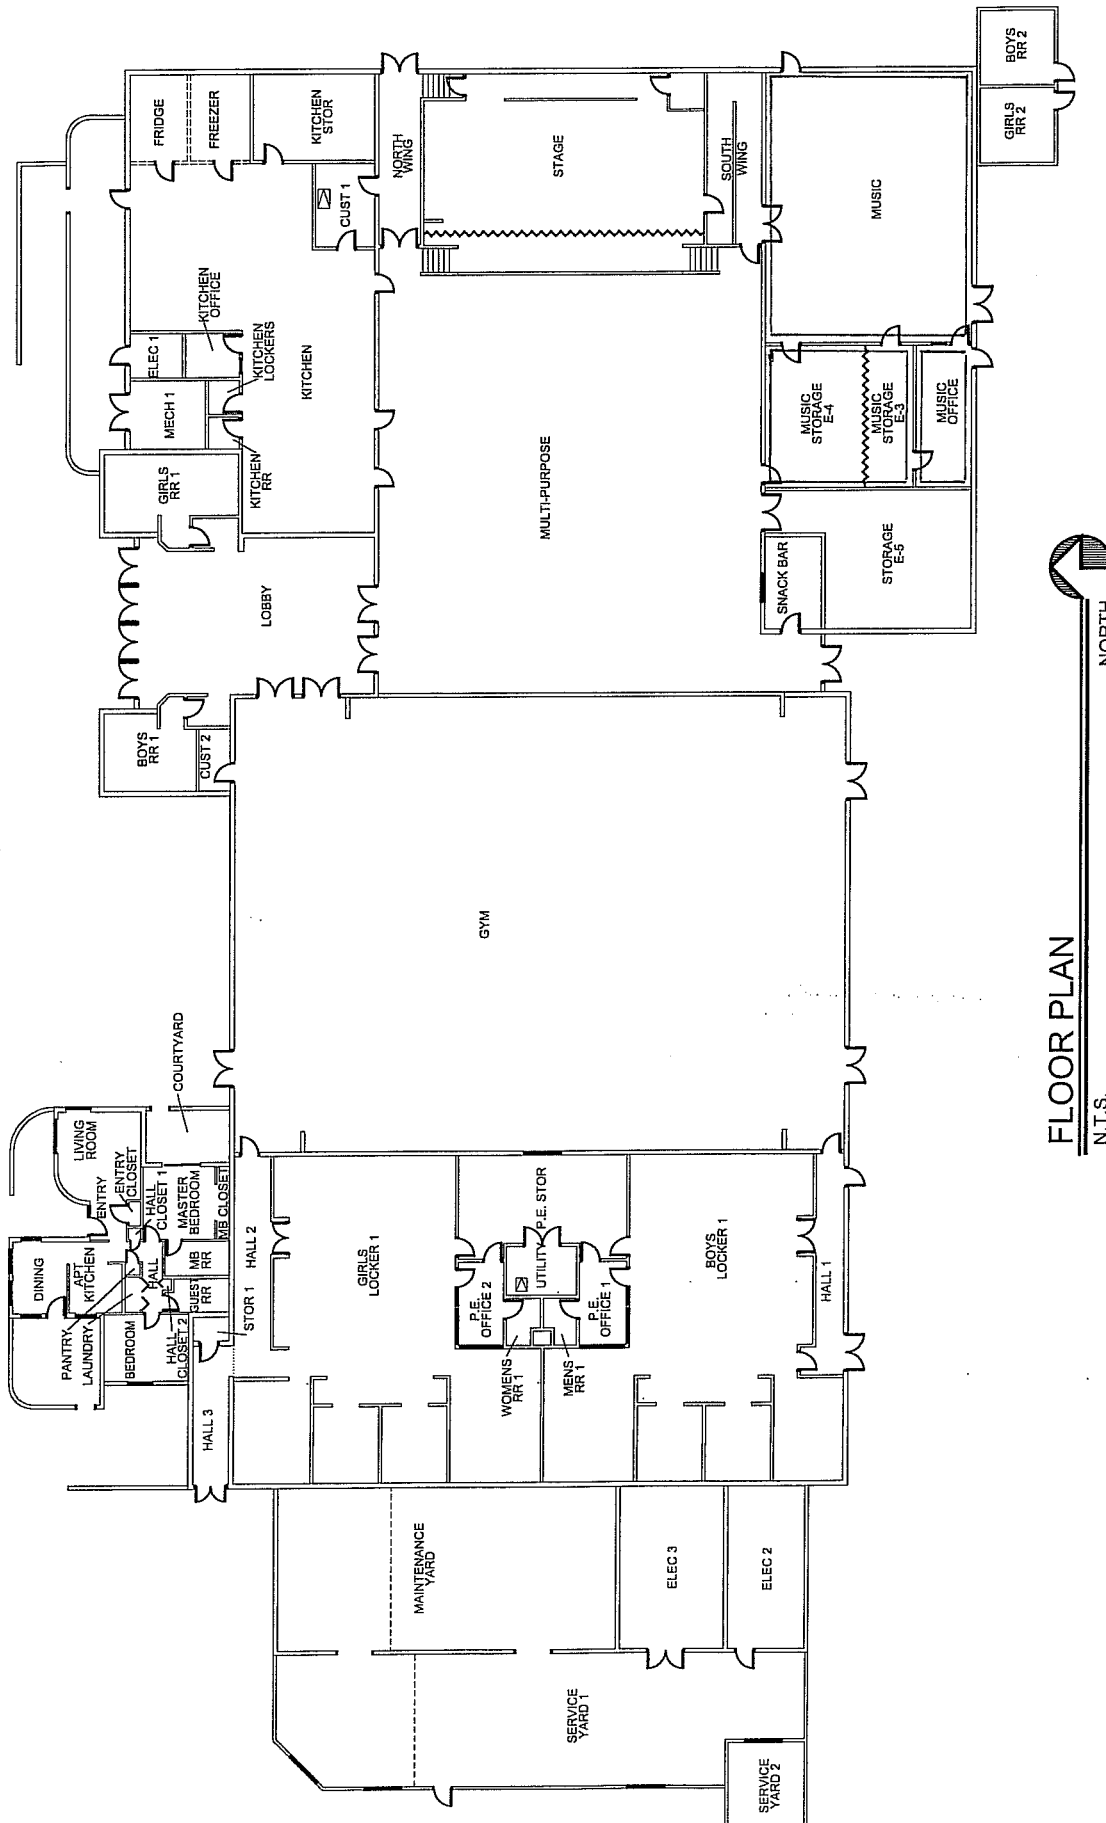 BOYS
RR 2
GIRLS
RR 2
FRIDGE
FREEZER
KITCHEN
STOR
NORTH
WING
STAGE
SOUTH
WING
MUSIC
CUST 1
KITCHEN
OFFICE
ELEC 1
KITCHEN
LOCKERS
MECH 1
KITCHEN
KITCHEN
RR
GIRLS
RR 1
MULTI-PURPOSE
MUSIC
STORAGE
E-4
MUSIC
STORAGE
E-3
MUSIC
OFFICE
STORAGE
E-5
SNACK BAR
LOBBY
BOYS
RR 1
CUST 2
GYM
COURTYARD
LIVING
ROOM
ENTRY
ENTRY
CLOSET
HALL
CLOSET 1
MASTER
BEDROOM
MB CLOSET
DINING
APT
KITCHEN
HALL
MB
RR
GUEST
RR
PANTRY
LAUNDRY
BEDROOM
HALL
CLOSET 2
STOR 1
HALL 2
HALL 3
GIRLS
LOCKER 1
P.E. STOR
UTILITY
P.E.
OFFICE 2
P.E.
OFFICE 1
WOMENS
RR 1
MENS
RR 1
BOYS
LOCKER 1
HALL 1
MAINTENANCE
YARD
ELEC 3
ELEC 2
SERVICE
YARD 1
SERVICE
YARD 2
FLOOR PLAN
N.T.S.
NORTH